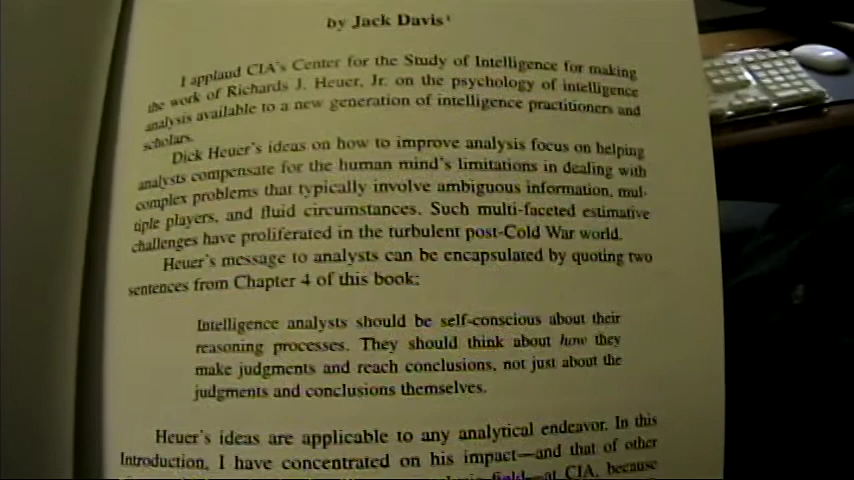 by Jack Davis¹
I applaud CIA's Center for the Study of Intelligence for making
the work of Richards J. Heuer, Jr. on the psychology of intelligence
analysis available to a new generation of intelligence practitioners and
scholars.
Dick Heuer's ideas on how to improve analysis focus on helping
analysts compensate for the human mind's limitations in dealing with
complex problems that typically involve ambiguous information, mul-
tiple players, and fluid circumstances. Such multi-faceted estimative
challenges have proliferated in the turbulent post-Cold War world.
Heuer's message to analysts can be encapsulated by quoting two
sentences from Chapter 4 of this book:
Intelligence analysts should be self-conscious about their
reasoning processes. They should think about how they
make judgments and reach conclusions, not just about the
judgments and conclusions themselves.
Heuer's ideas are applicable to any analytical endeavor. In this
Introduction, I have concentrated on his impact—and that of other
field—at CIA, because